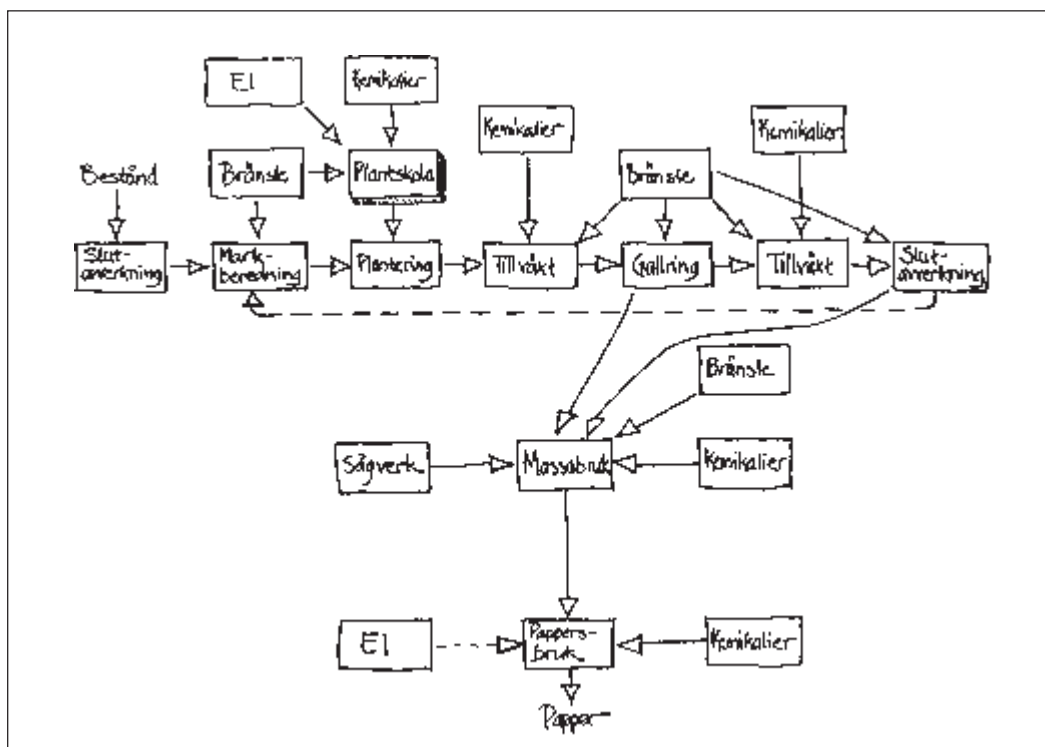 El
Kemikalier
Kemikalier
Kemikalier
Bestånd
Bränsle
Plantskola
Bränsle
Slut-
avverkning
Mark-
beredning
Plantering
Tillväxt
Gallring
Tillväxt
Slut-
avverkning
Bränsle
Sågverk
Massabruk
Kemikalier
El
Pappers-
bruk
Kemikalier
Papper